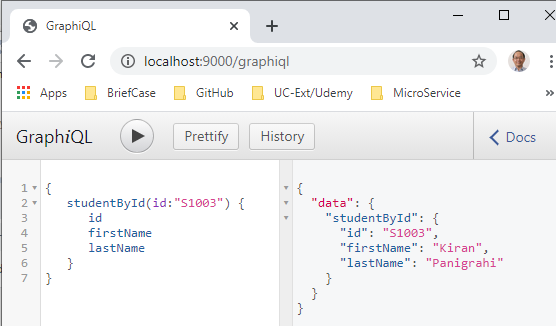 GraphiQL
localhost:9000/graphiql
Apps BriefCase GitHub UC-Ext/Udemy MicroService »
GraphiQL Prettify History Docs
1 {
2 studentById(id:"S1003") {
3 id
4 firstName
5 lastName
6 }
7 }
{
"data": {
"studentById": {
"id": "S1003",
"firstName": "Kiran",
"lastName": "Panigrahi"
}
}
}